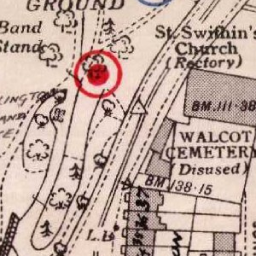 GROUND
Band
Stand
St. Swithin's
Church
(Rectory)
BM.111·38
WALCOT
CEMETERY
(Disused)
BM 138·15
L.B.